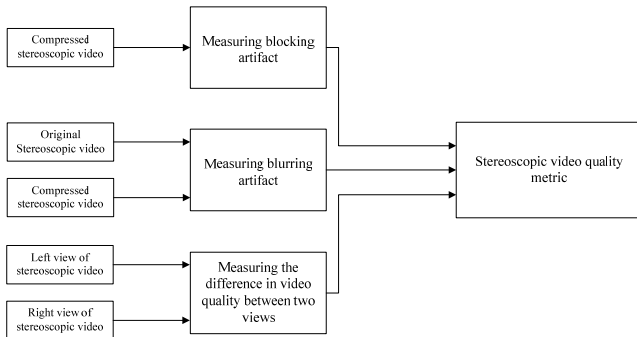 Compressed
stereoscopic video
Measuring blocking
artifact
Original
Stereoscopic video
Compressed
stereoscopic video
Measuring blurring
artifact
Left view of
stereoscopic video
Right view of
stereoscopic video
Measuring the
difference in video
quality between two
views
Stereoscopic video quality
metric